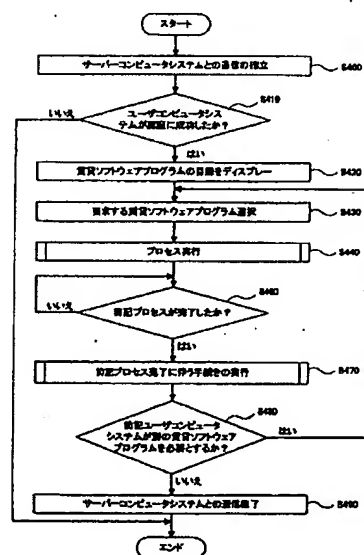 スタート
サーバーコンピュータシステムとの通信の確立
S400
S410
ユーザコンピュータシス
テムが認証に成功したか?
いいえ
はい
賃貸ソフトウェアプログラムの目録をディスプレー
S420
要求する賃貸ソフトウェアプログラム選択
S430
プロセス実行
S440
S460
前記プロセスが完了したか?
いいえ
はい
前記プロセス完了に伴う手続きの実行
S470
S480
前記ユーザコンピュータ
システムが別の賃貸ソフトウェア
プログラムを必要とするか?
はい
いいえ
サーバーコンピュータシステムとの通信終了
S490
エンド